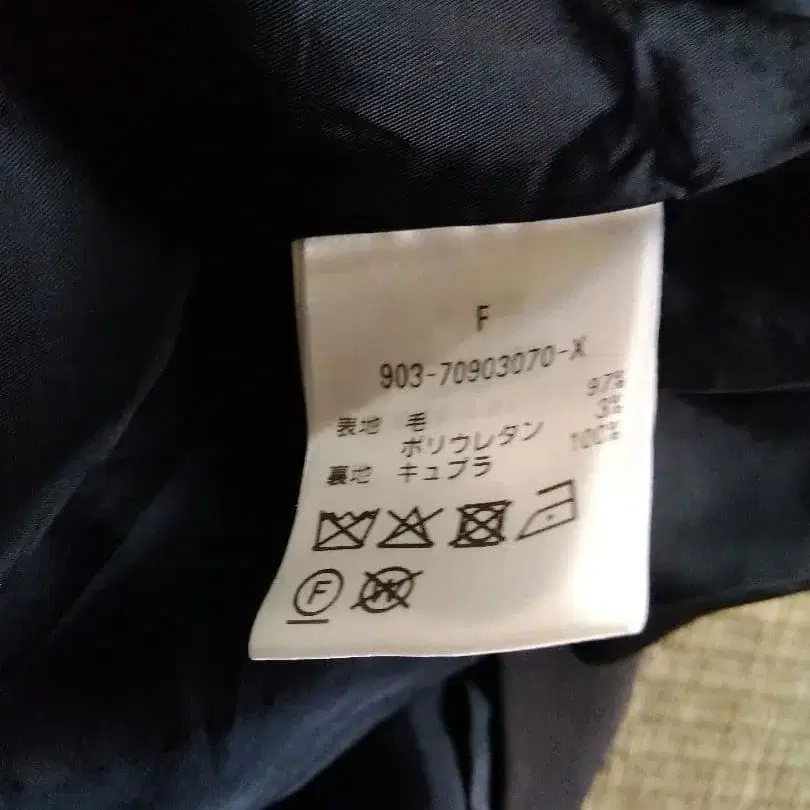 F
903-70903070-X
表地 毛 97%
ポリウレタン 3%
裏地 キュプラ 100%
F W